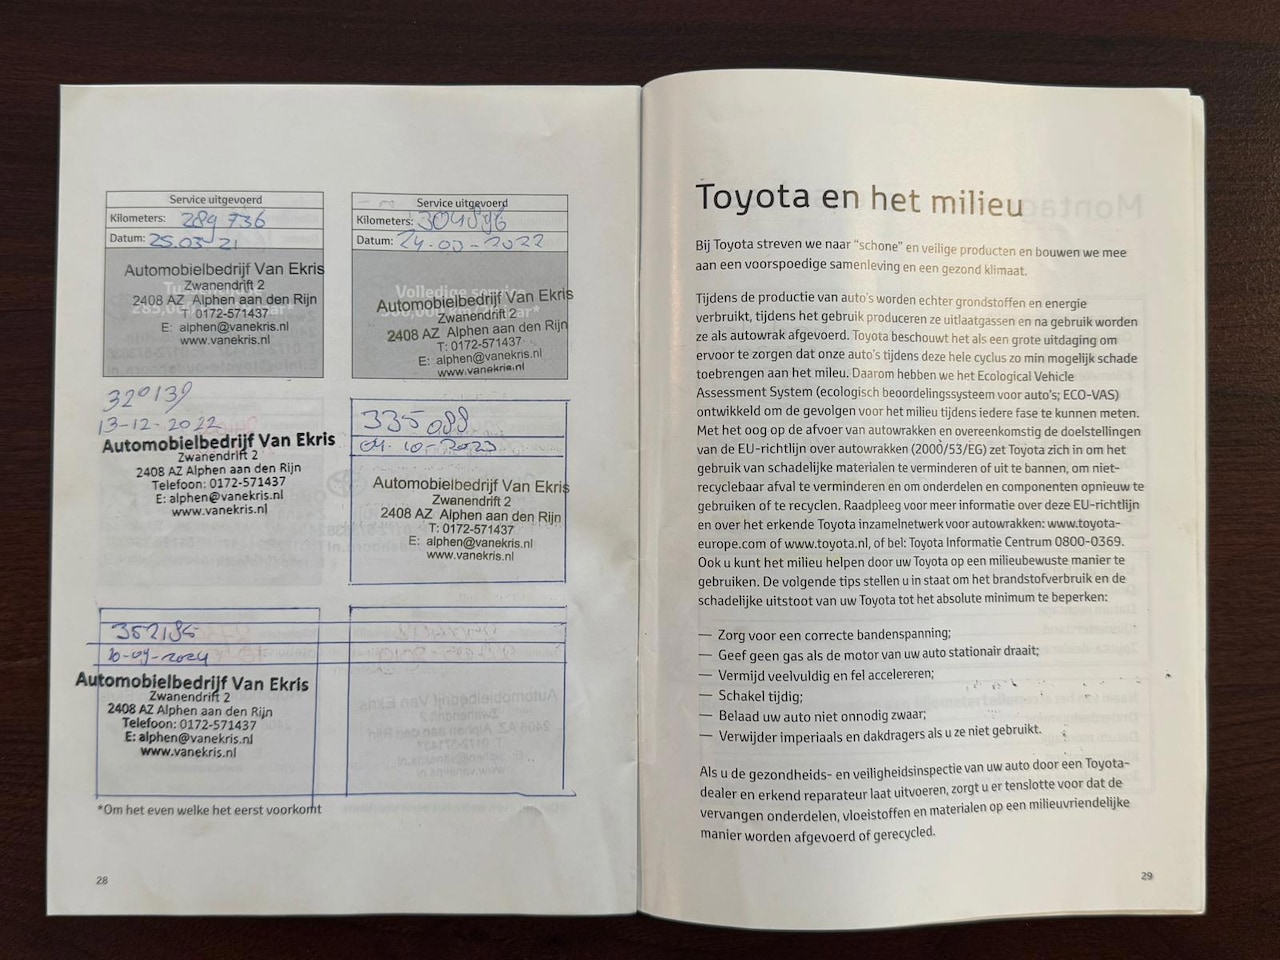 Service uitgevoerd
Kilometers: 289 736
Datum: 25.03-21
Automobielbedrijf Van Ekris
Zwanendrift 2
2408 AZ Alphen aan den Rijn
T: 0172-571437
E: alphen@vanekris.nl
www.vanekris.nl
Service uitgevoerd
Kilometers: 304896
Datum: 24-03-2022
Volledige service
Automobielbedrijf Van Ekris
Zwanendrift 2
2408 AZ Alphen aan den Rijn
T: 0172-571437
E: alphen@vanekris.nl
www.vanekris.nl
320139
13-12-2022
Automobielbedrijf Van Ekris
Zwanendrift 2
2408 AZ Alphen aan den Rijn
Telefoon: 0172-571437
E: alphen@vanekris.nl
www.vanekris.nl
335088
04-10-2023
Automobielbedrijf Van Ekris
Zwanendrift 2
2408 AZ Alphen aan den Rijn
T: 0172-571437
E: alphen@vanekris.nl
www.vanekris.nl
352195
10-09-2024
Automobielbedrijf Van Ekris
Zwanendrift 2
2408 AZ Alphen aan den Rijn
Telefoon: 0172-571437
E: alphen@vanekris.nl
www.vanekris.nl
*Om het even welke het eerst voorkomt
28
Toyota en het milieu
Bij Toyota streven we naar "schone" en veilige producten en bouwen we mee
aan een voorspoedige samenleving en een gezond klimaat.
Tijdens de productie van auto's worden echter grondstoffen en energie
verbruikt, tijdens het gebruik produceren ze uitlaatgassen en na gebruik worden
ze als autowrak afgevoerd. Toyota beschouwt het als een grote uitdaging om
ervoor te zorgen dat onze auto's tijdens deze hele cyclus zo min mogelijk schade
toebrengen aan het mileu. Daarom hebben we het Ecological Vehicle
Assessment System (ecologisch beoordelingssysteem voor auto's; ECO-VAS)
ontwikkeld om de gevolgen voor het milieu tijdens iedere fase te kunnen meten.
Met het oog op de afvoer van autowrakken en overeenkomstig de doelstellingen
van de EU-richtlijn over autowrakken (2000/53/EG) zet Toyota zich in om het
gebruik van schadelijke materialen te verminderen of uit te bannen, om niet-
recyclebaar afval te verminderen en om onderdelen en componenten opnieuw te
gebruiken of te recyclen. Raadpleeg voor meer informatie over deze EU-richtlijn
en over het erkende Toyota inzamelnetwerk voor autowrakken: www.toyota-
europe.com of www.toyota.nl, of bel: Toyota Informatie Centrum 0800-0369.
Ook u kunt het milieu helpen door uw Toyota op een milieubewuste manier te
gebruiken. De volgende tips stellen u in staat om het brandstofverbruik en de
schadelijke uitstoot van uw Toyota tot het absolute minimum te beperken:
— Zorg voor een correcte bandenspanning;
— Geef geen gas als de motor van uw auto stationair draait;
— Vermijd veelvuldig en fel accelereren;
— Schakel tijdig;
— Belaad uw auto niet onnodig zwaar;
— Verwijder imperiaals en dakdragers als u ze niet gebruikt.
Als u de gezondheids- en veiligheidsinspectie van uw auto door een Toyota-
dealer en erkend reparateur laat uitvoeren, zorgt u er tenslotte voor dat de
vervangen onderdelen, vloeistoffen en materialen op een milieuvriendelijke
manier worden afgevoerd of gerecycled.
29